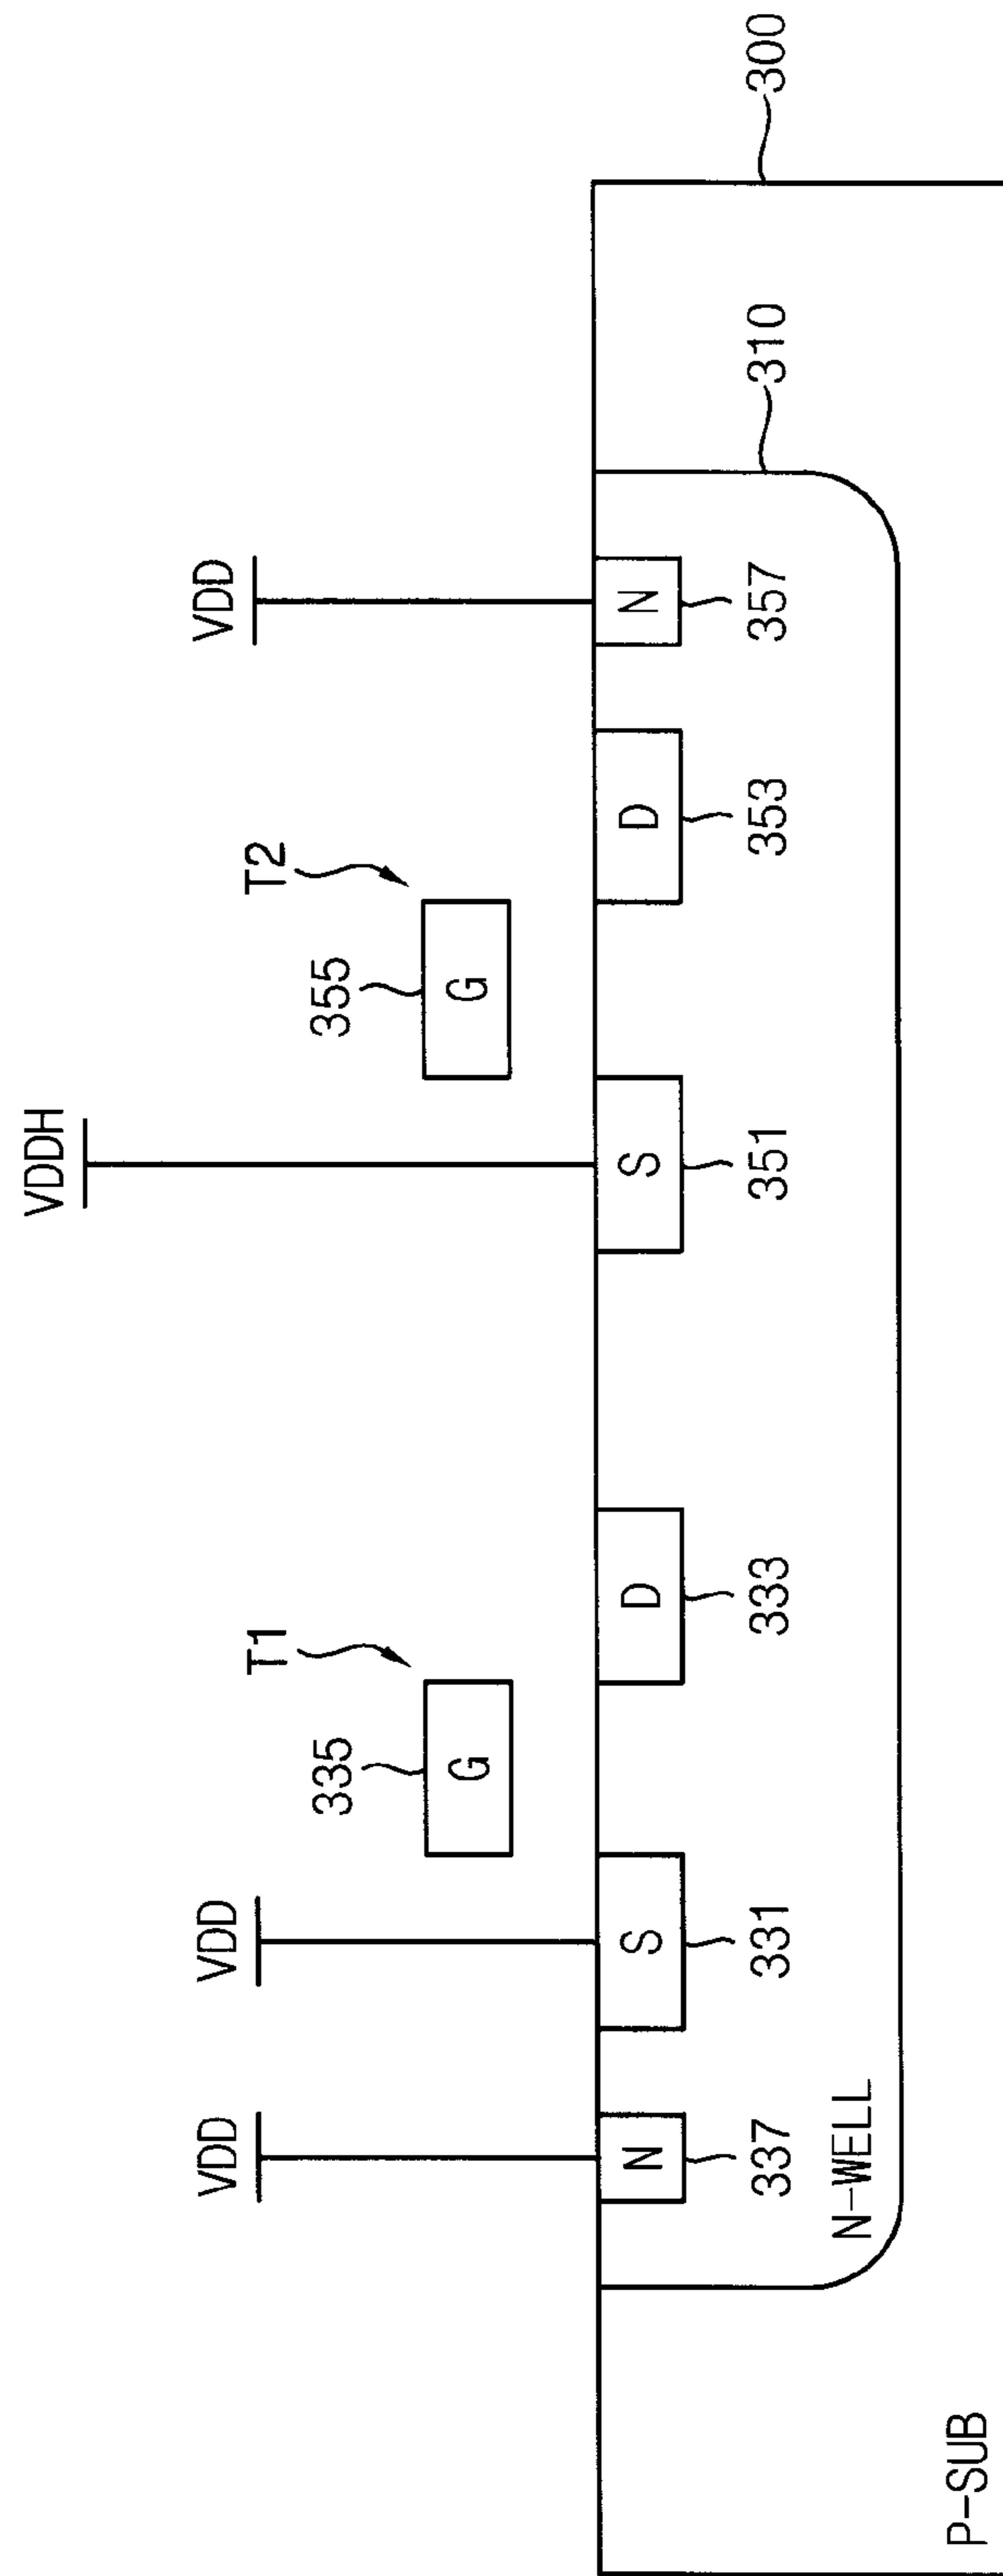 VDDH
VDD
VDD
VDD
T1
T2
335
355
G
G
N
S
D
S
D
N
337
331
333
351
353
357
310
300
N-WELL
P-SUB